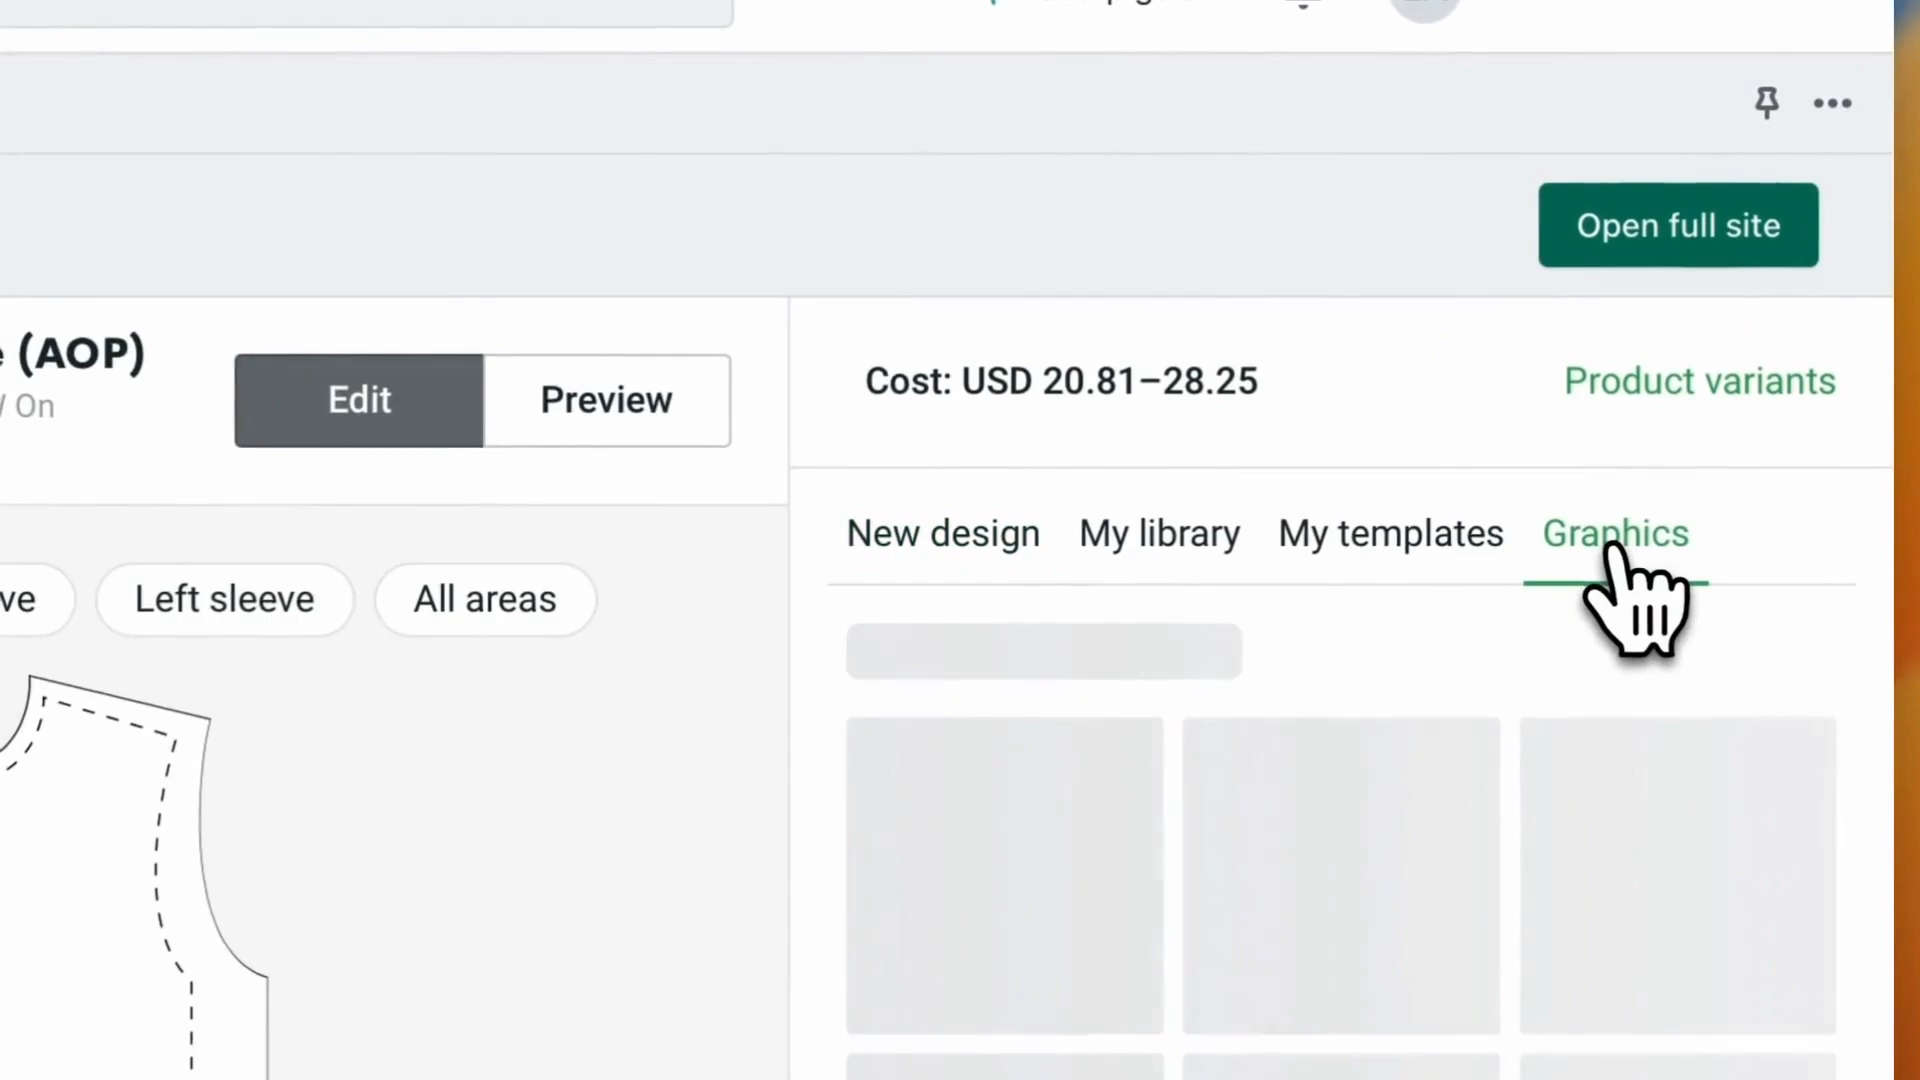 Open full site
(AOP)
On
Edit
Preview
Cost: USD 20.81–28.25
Product variants
New design
My library
My templates
Graphics
Left sleeve
All areas